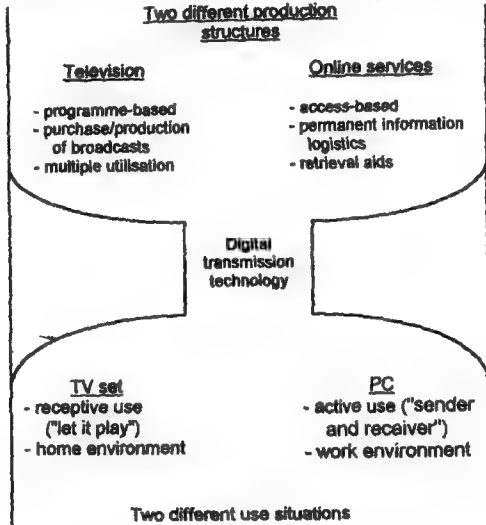 Two different production
structures
Television
- programme-based
- purchase/production
of broadcasts
- multiple utilisation
Online services
- access-based
- permanent information
logistics
- retrieval aids
Digital
transmission
technology
TV set
- receptive use
("let it play")
- home environment
PC
- active use ("sender
and receiver")
- work environment
Two different use situations